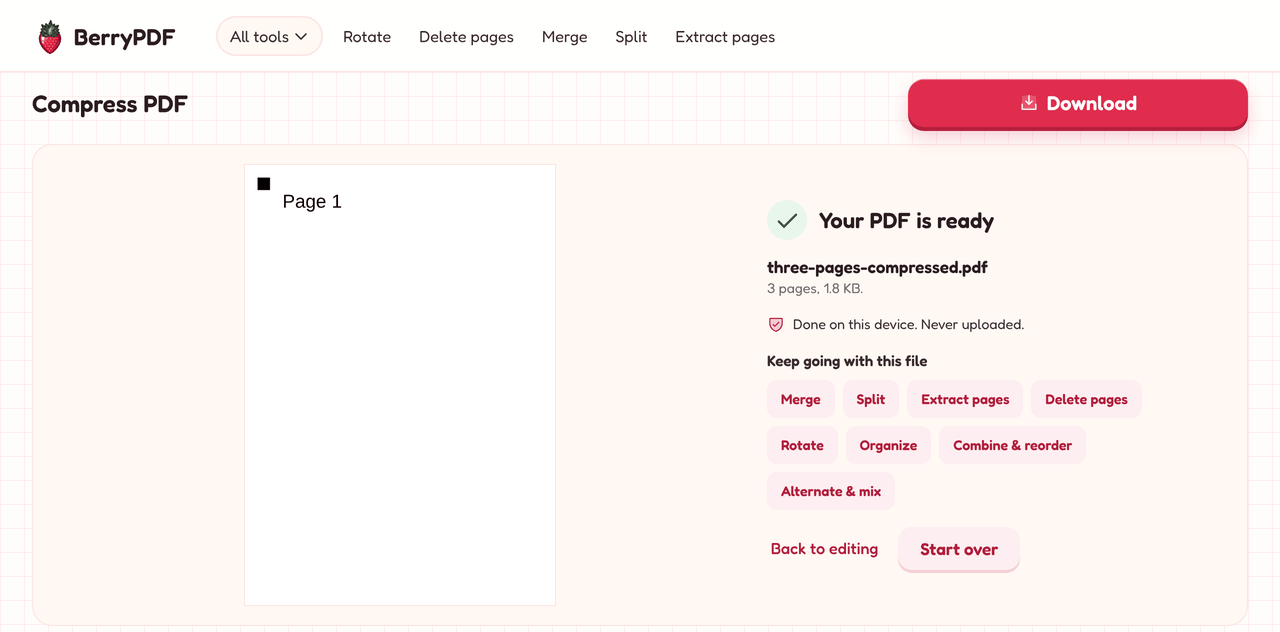 BerryPDF
All tools
Rotate
Delete pages
Merge
Split
Extract pages
Compress PDF
Download
Page 1
Your PDF is ready
three-pages-compressed.pdf
3 pages, 1.8 KB.
Done on this device. Never uploaded.
Keep going with this file
Merge
Split
Extract pages
Delete pages
Rotate
Organize
Combine & reorder
Alternate & mix
Back to editing
Start over